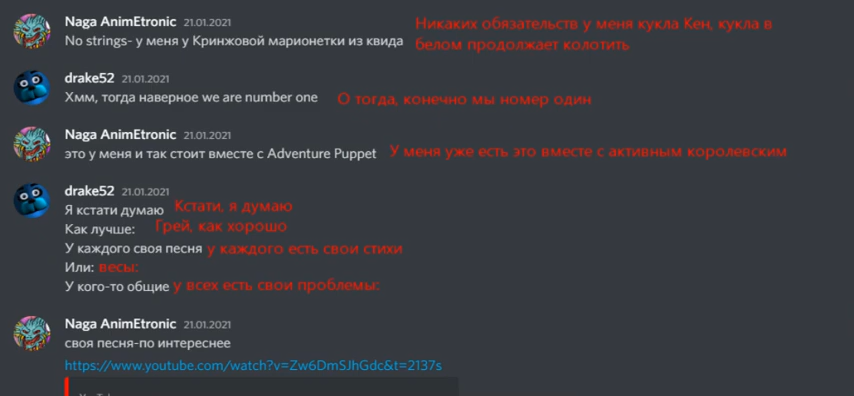 Naga AnimEtronic 21.01.2021
Никаких обязательств у меня кукла Кен, кукла в
No strings- у меня у Кринжовой марионетки из квида
белом продолжает колотить
drake52 21.01.2021
Хмм, тогда наверное we are number one О тогда, конечно мы номер один
Naga AnimEtronic 21.01.2021
это у меня и так стоит вместе с Adventure Puppet У меня уже есть это вместе с активным королевским
drake52 21.01.2021
Я кстати думаю Кстати, я думаю
Как лучше: Грей, как хорошо
У каждого своя песня у каждого есть свои стихи
Или: весы:
У кого-то общие у всех есть свои проблемы:
Naga AnimEtronic 21.01.2021
своя песня-по интереснее
https://www.youtube.com/watch?v=Zw6DmSJhGdc&t=2137s